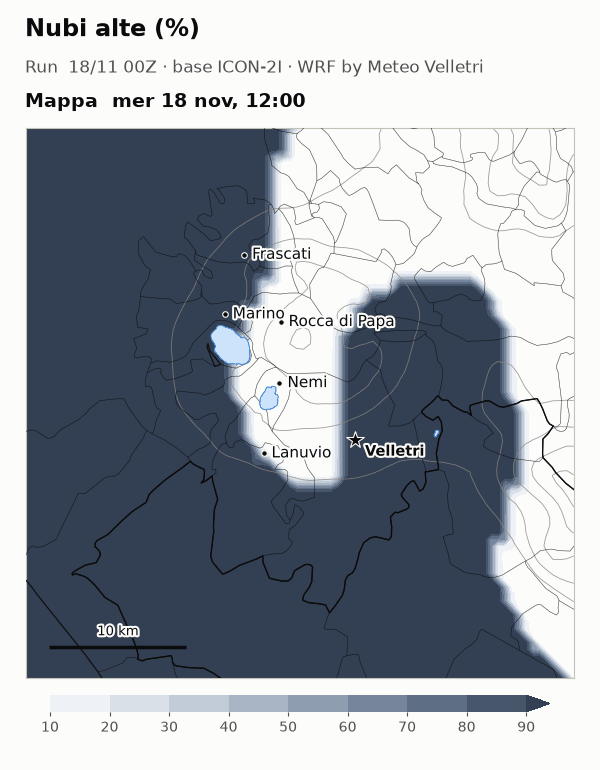 Nubi alte (%)
Run  18/11 00Z · base ICON-2I · WRF by Meteo Velletri
Mappa  mer 18 nov, 12:00
Frascati
Marino
Rocca di Papa
Nemi
Velletri
Lanuvio
10 km
10 20 30 40 50 60 70 80 90